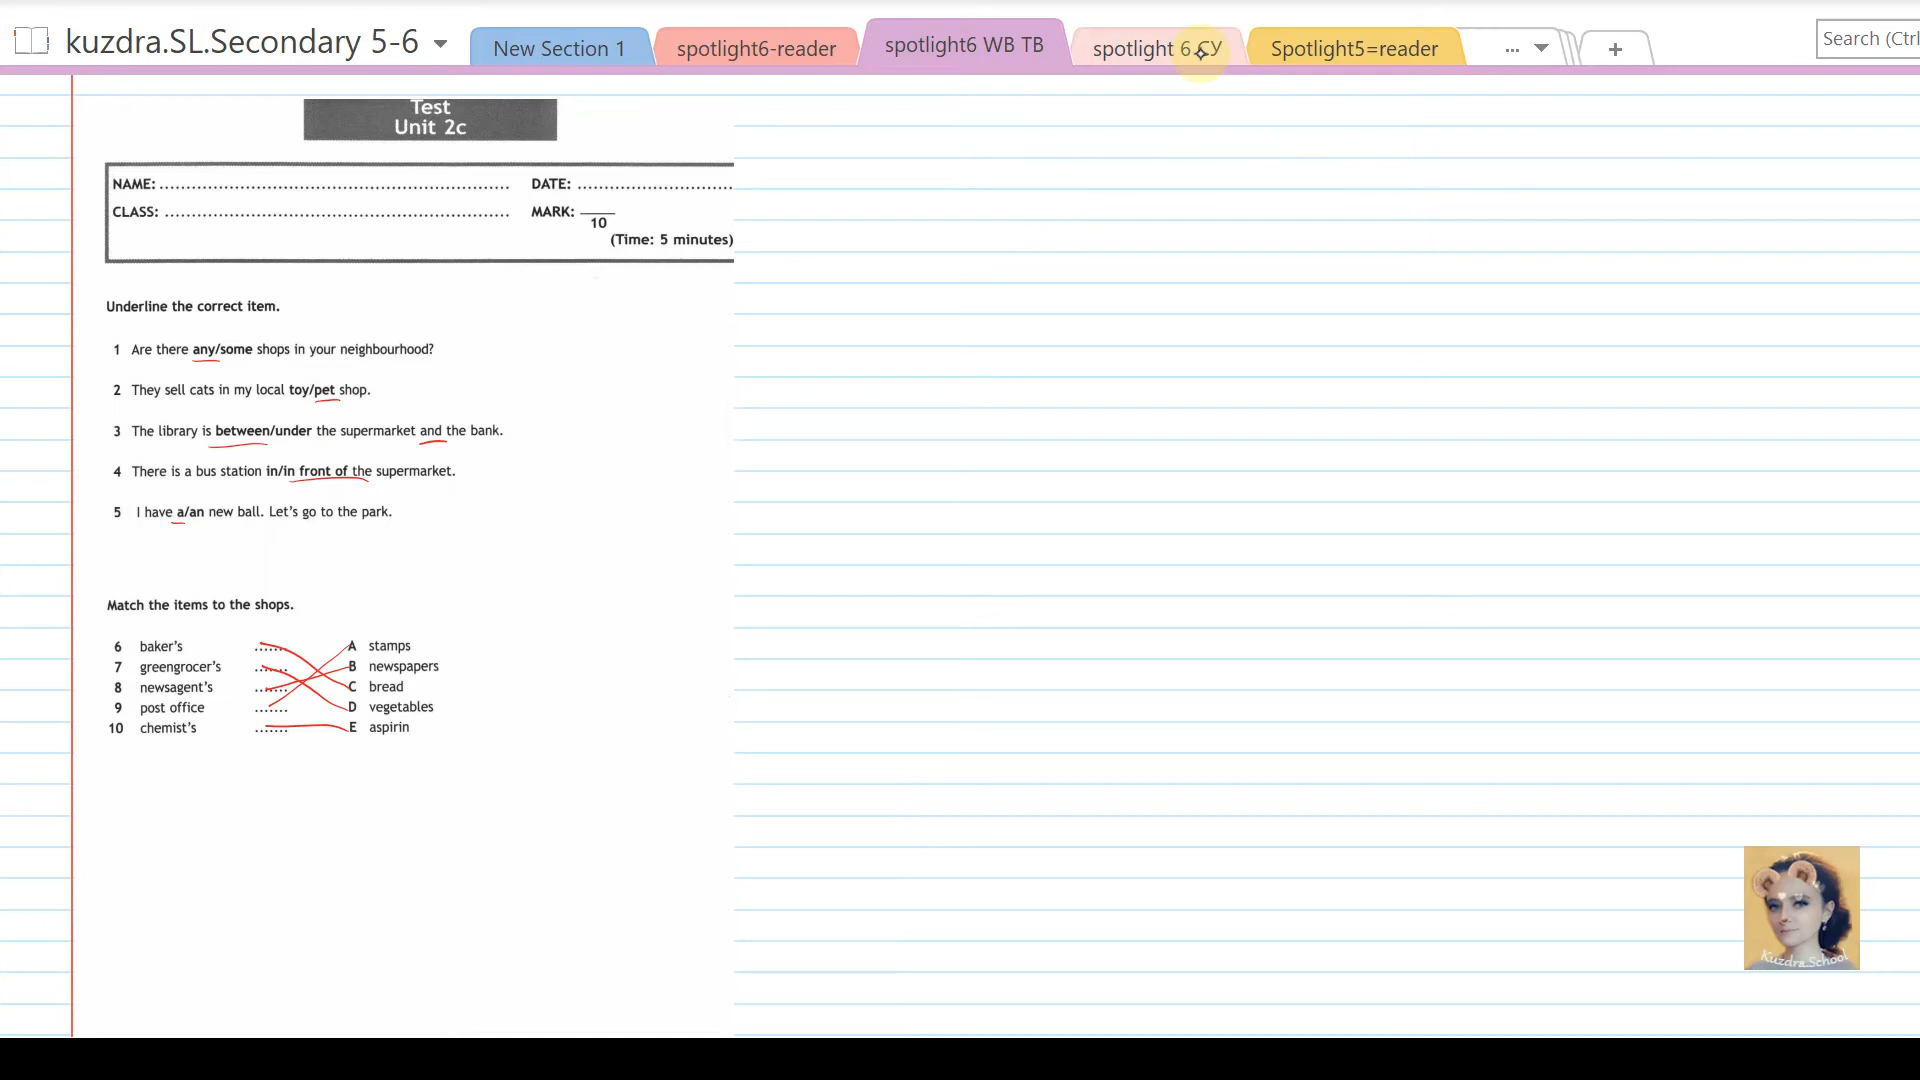 kuzdra.SL.Secondary 5-6
New Section 1
spotlight6-reader
spotlight6 WB TB
spotlight 6 СУ
Spotlight5=reader
...
+
Search (Ctrl
Test
Unit 2c
NAME: ........................................................... DATE: ............................
CLASS: .......................................................... MARK: ____
10
(Time: 5 minutes)
Underline the correct item.
1 Are there any/some shops in your neighbourhood?
2 They sell cats in my local toy/pet shop.
3 The library is between/under the supermarket and the bank.
4 There is a bus station in/in front of the supermarket.
5 I have a/an new ball. Let's go to the park.
Match the items to the shops.
6 baker's ....... A stamps
7 greengrocer's ....... B newspapers
8 newsagent's ....... C bread
9 post office ....... D vegetables
10 chemist's ....... E aspirin
Kuzdra.School